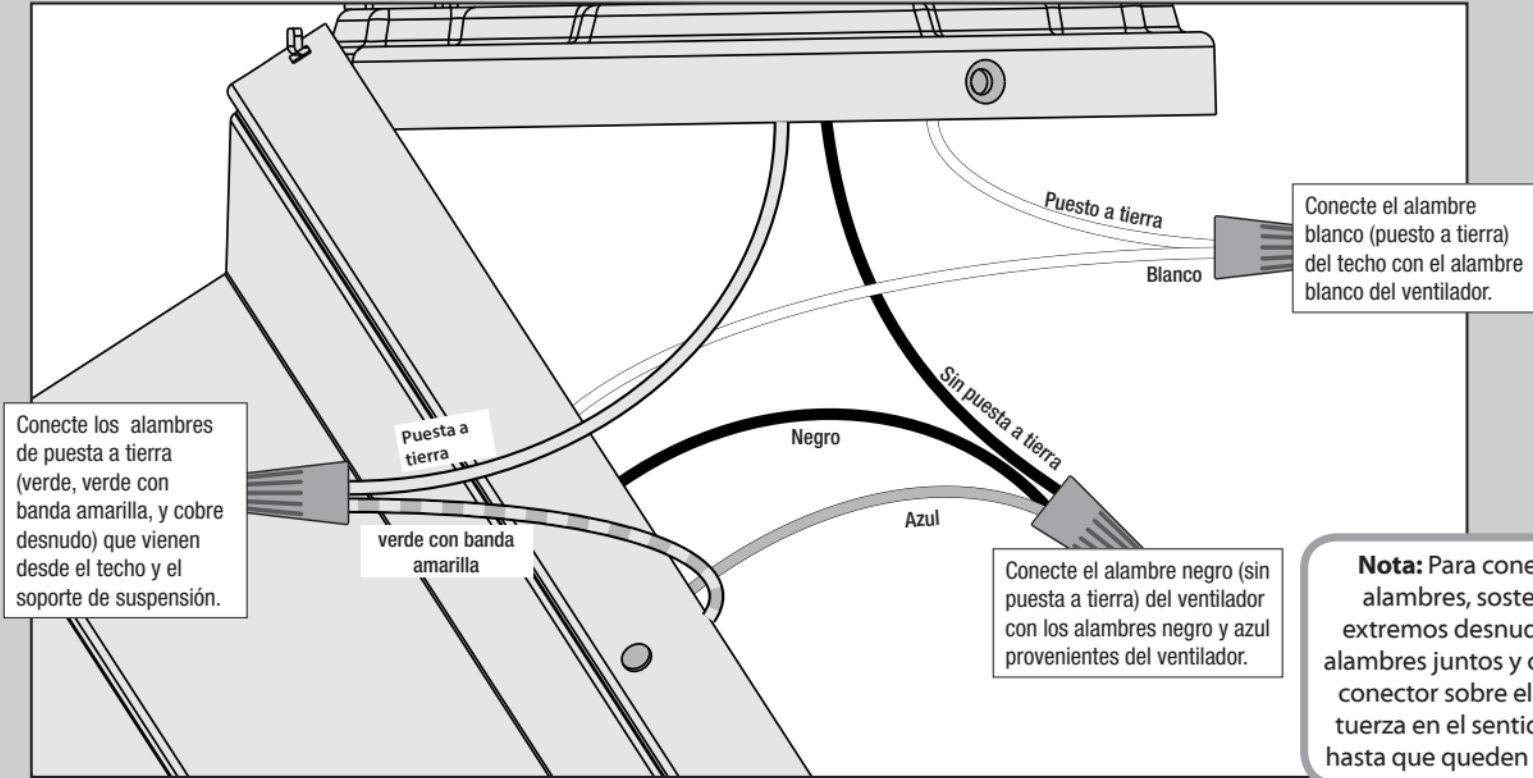 Puesto a tierra
Blanco
Conecte el alambre
blanco (puesto a tierra)
del techo con el alambre
blanco del ventilador.
Sin puesta a tierra
Negro
Azul
Puesta a
tierra
verde con banda
amarilla
Conecte los alambres
de puesta a tierra
(verde, verde con
banda amarilla, y cobre
desnudo) que vienen
desde el techo y el
soporte de suspensión.
Conecte el alambre negro (sin
puesta a tierra) del ventilador
con los alambres negro y azul
provenientes del ventilador.
Nota: Para
alambres,
extremos
alambres juntos y
conector sobre el
tuerza en el
hasta que queden